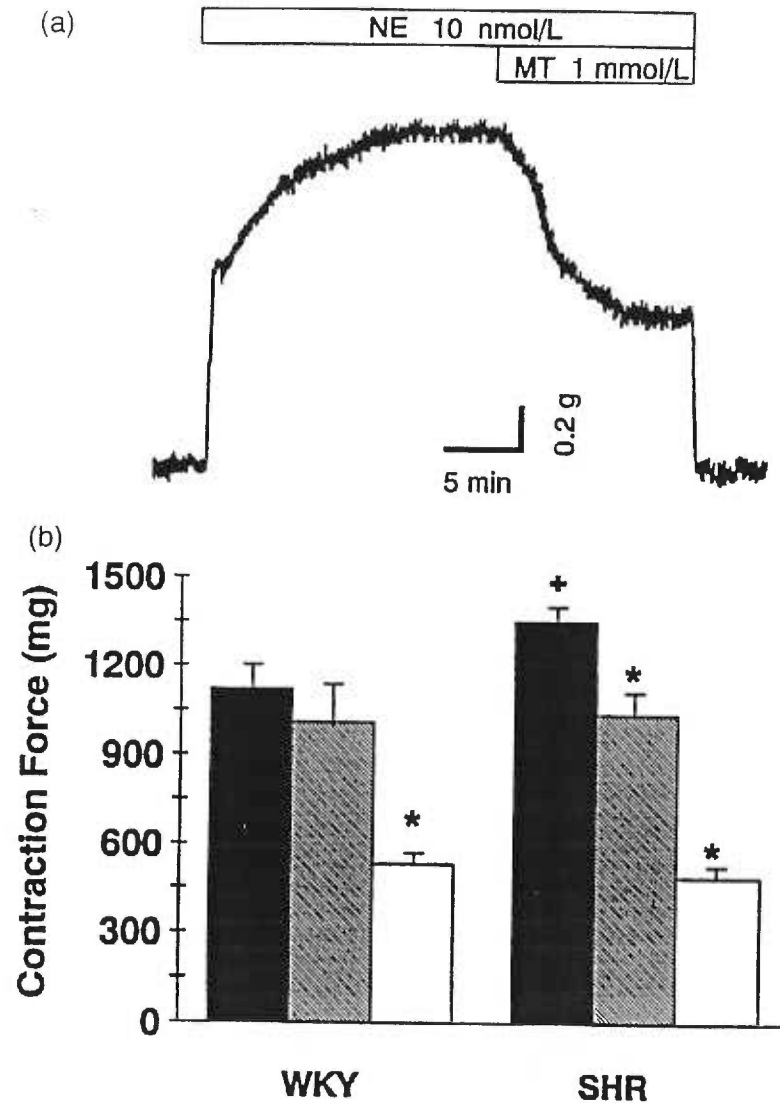 (a)
NE 10 nmol/L
MT 1 mmol/L
0.2 g
5 min
(b)
Contraction Force (mg)
1500
1200
900
600
300
0
+
*
*
*
WKY
SHR